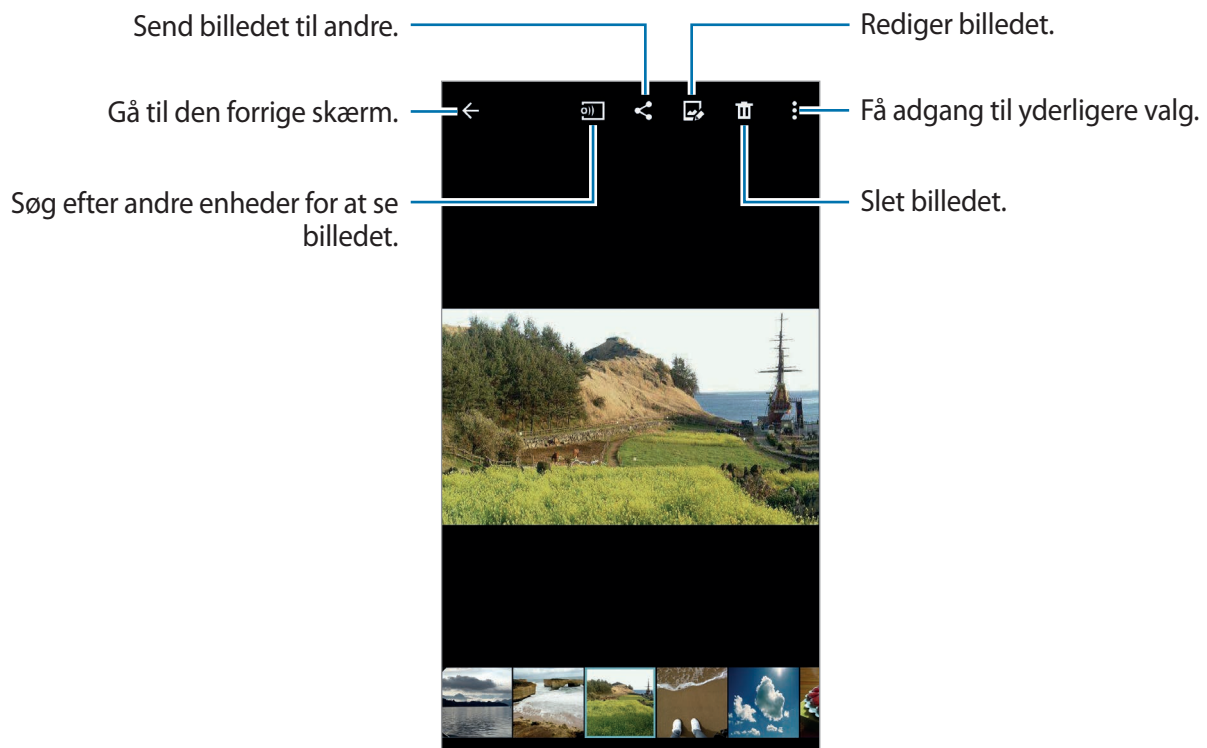 Send billedet til andre.
Rediger billedet.
Gå til den forrige skærm.
Få adgang til yderligere valg.
Søg efter andre enheder for at se
billedet.
Slet billedet.